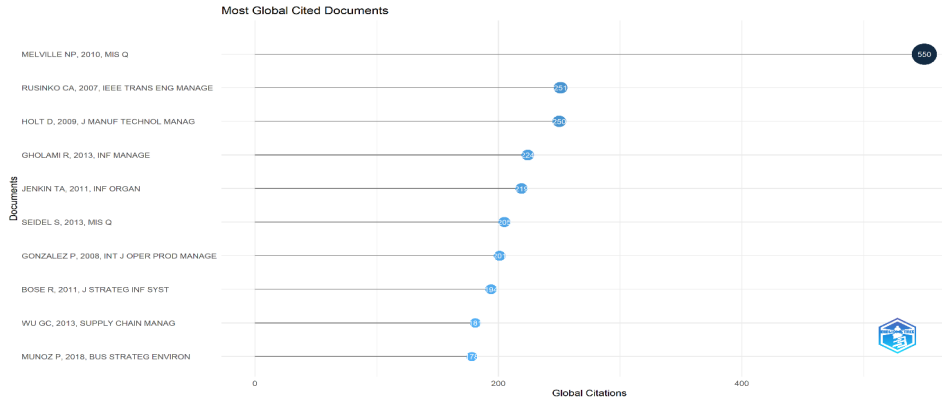 Most Global Cited Documents
MELVILLE NP, 2010, MIS Q
550
RUSINKO CA, 2007, IEEE TRANS ENG MANAGE
251
HOLT D, 2009, J MANUF TECHNOL MANAG
250
GHOLAMI R, 2013, INF MANAGE
224
JENKIN TA, 2011, INF ORGAN
SEIDEL S, 2013, MIS Q
GONZALEZ P, 2008, INT J OPER PROD MANAGE
BOSE R, 2011, J STRATEG INF SYST
194
WU GC, 2013, SUPPLY CHAIN MANAG
MUNOZ P, 2018, BUS STRATEG ENVIRON
Documents
0
200
400
Global Citations